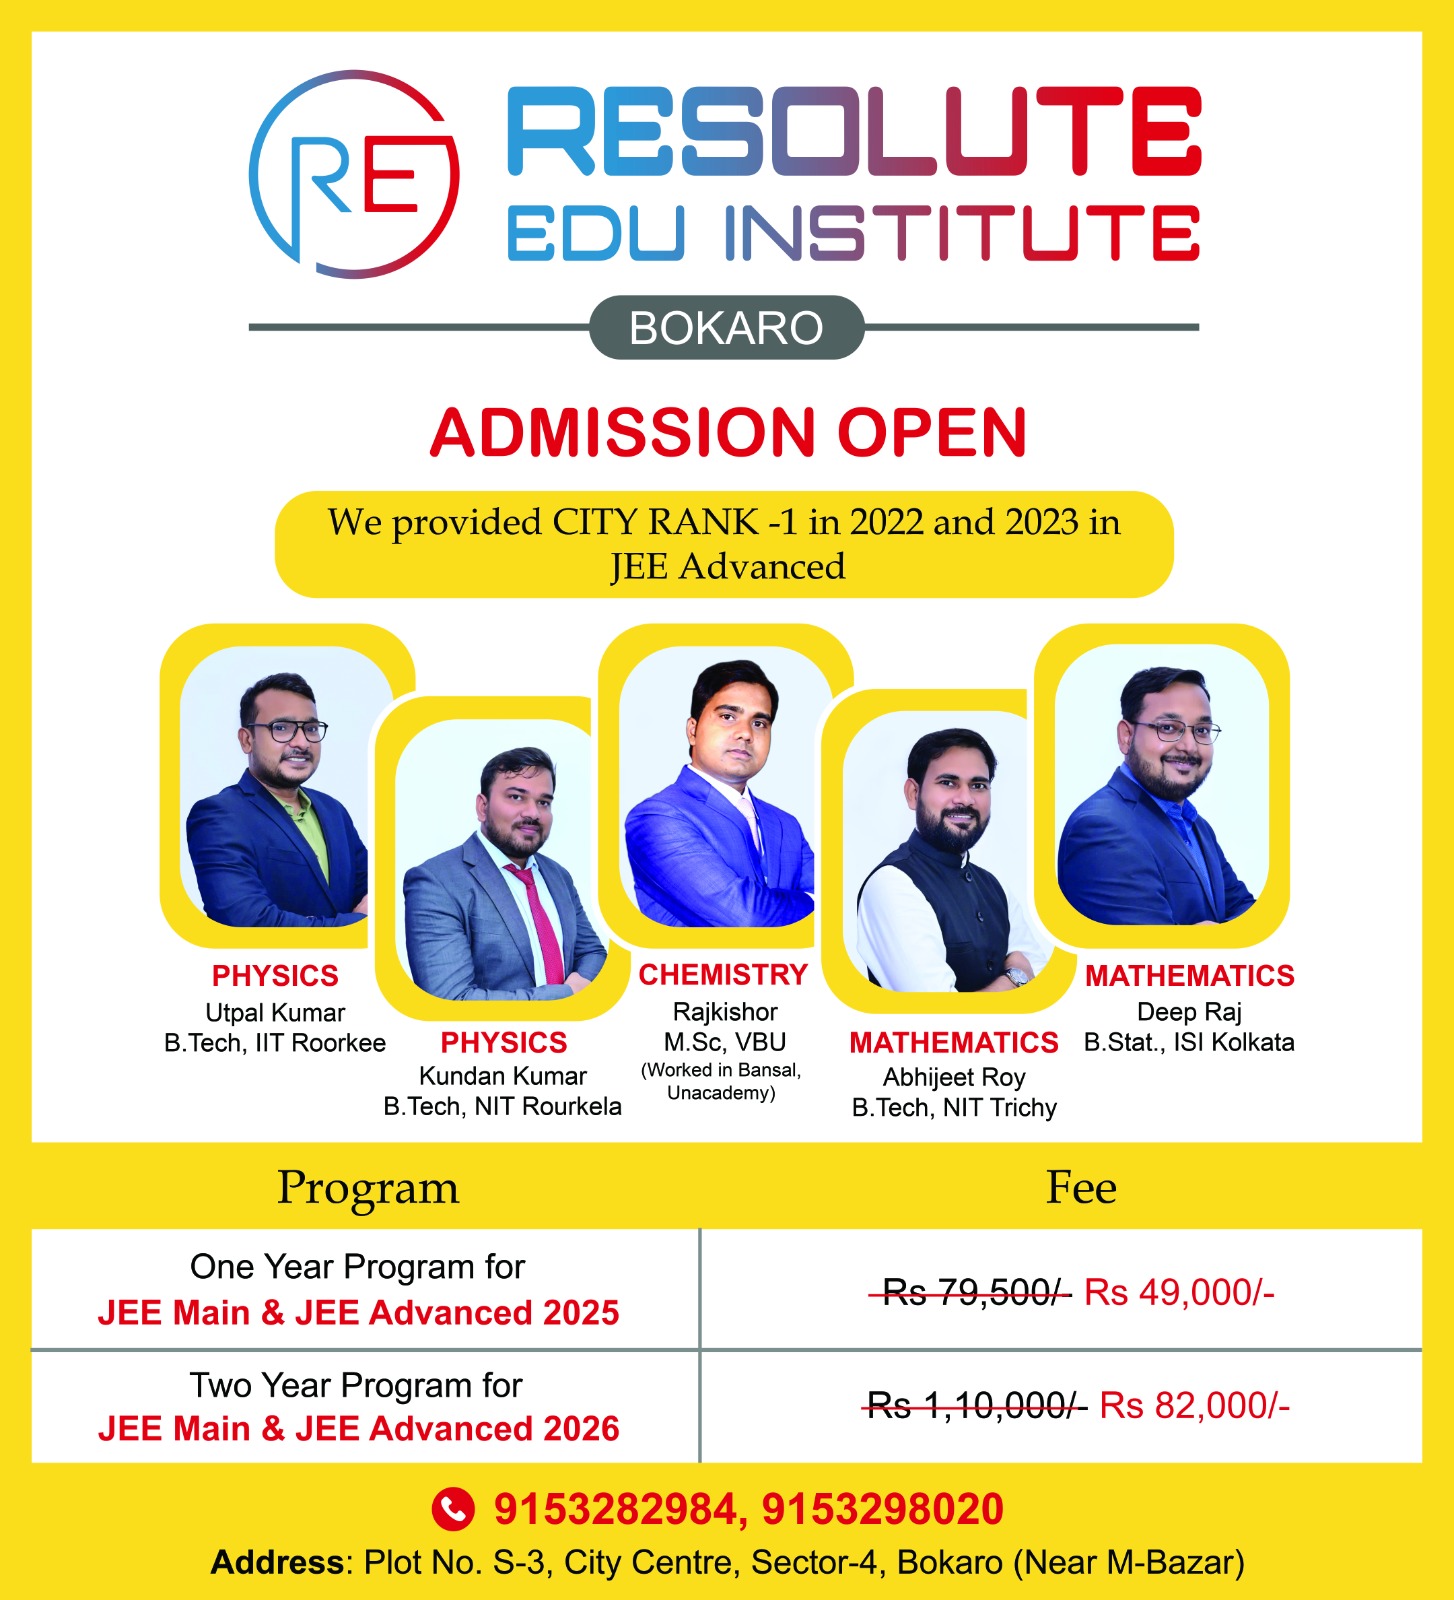 RE
RESOLUTE
EDU INSTITUTE
BOKARO
ADMISSION OPEN
We provided CITY RANK -1 in 2022 and 2023 in
JEE Advanced
PHYSICS
Utpal Kumar
B.Tech, IIT Roorkee
PHYSICS
Kundan Kumar
B.Tech, NIT Rourkela
CHEMISTRY
Rajkishor
M.Sc, VBU
(Worked in Bansal,
Unacademy)
MATHEMATICS
Abhijeet Roy
B.Tech, NIT Trichy
MATHEMATICS
Deep Raj
B.Stat., ISI Kolkata
Program
Fee
One Year Program for
JEE Main & JEE Advanced 2025
Rs 79,500/- Rs 49,000/-
Two Year Program for
JEE Main & JEE Advanced 2026
Rs 1,10,000/- Rs 82,000/-
9153282984, 9153298020
Address: Plot No. S-3, City Centre, Sector-4, Bokaro (Near M-Bazar)